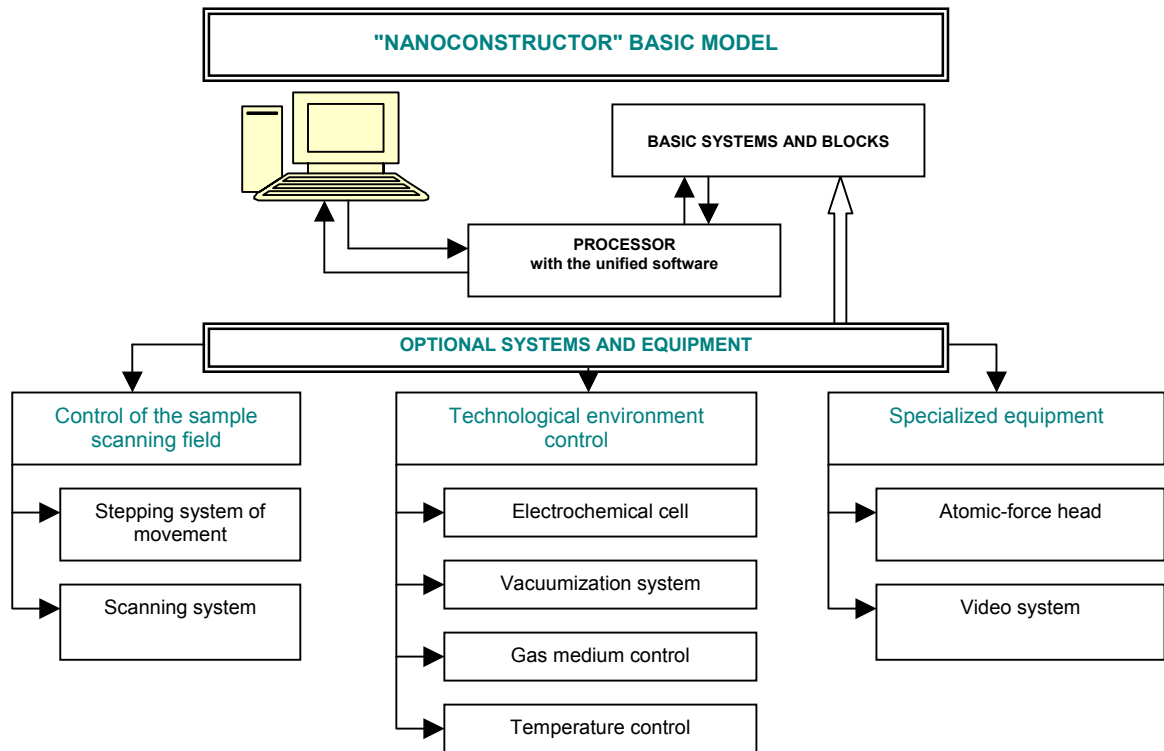 "NANOCONSTRUCTOR" BASIC MODEL
BASIC SYSTEMS AND BLOCKS
PROCESSOR
with the unified software
OPTIONAL SYSTEMS AND EQUIPMENT
Control of the sample
scanning field
Stepping system of
movement
Scanning system
Technological environment
control
Electrochemical cell
Vacuumization system
Gas medium control
Temperature control
Specialized equipment
Atomic-force head
Video system